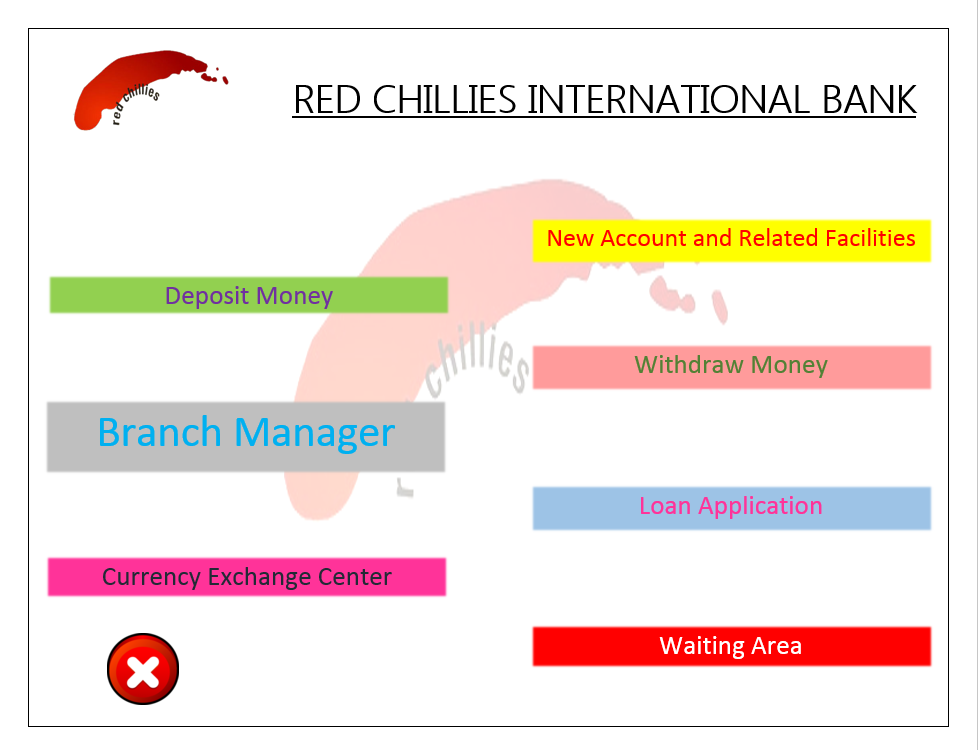 red chillies
RED CHILLIES INTERNATIONAL BANK
New Account and Related Facilities
Deposit Money
chillies
Withdraw Money
Branch Manager
r
Loan Application
Currency Exchange Center
Waiting Area